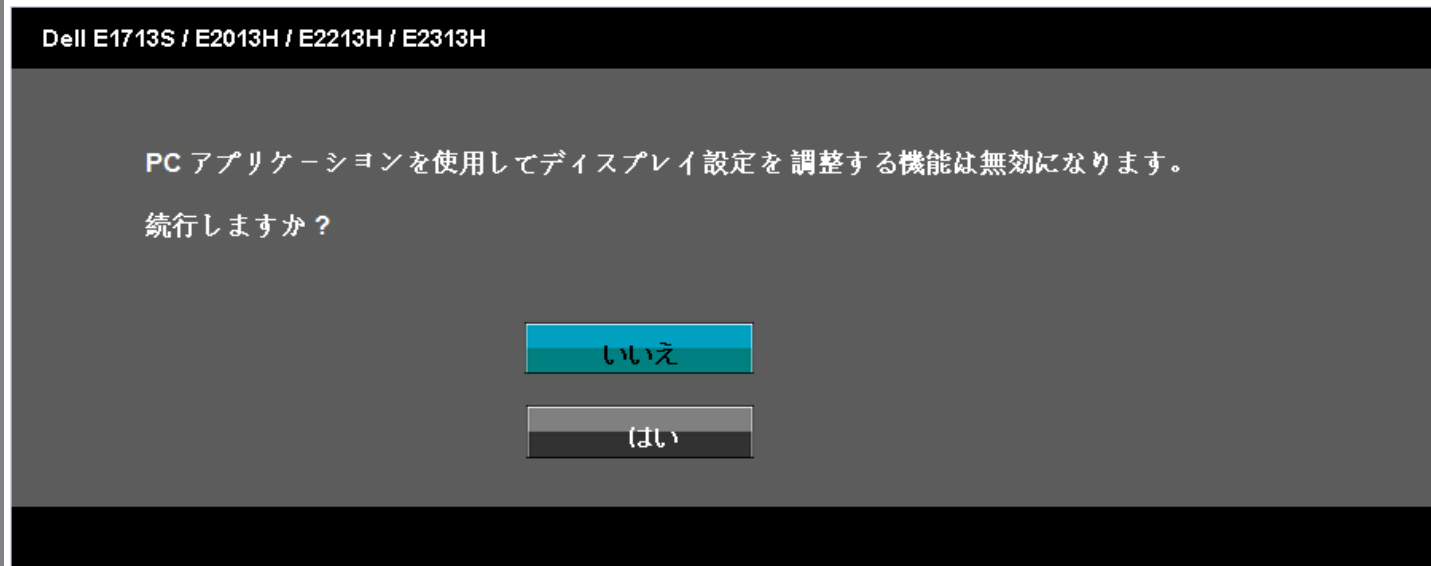 Dell E1713S / E2013H / E2213H / E2313H
PC アプリケーションを使用してディスプレイ設定を調整する機能は無効になります。
続行しますか?
いいえ
はい